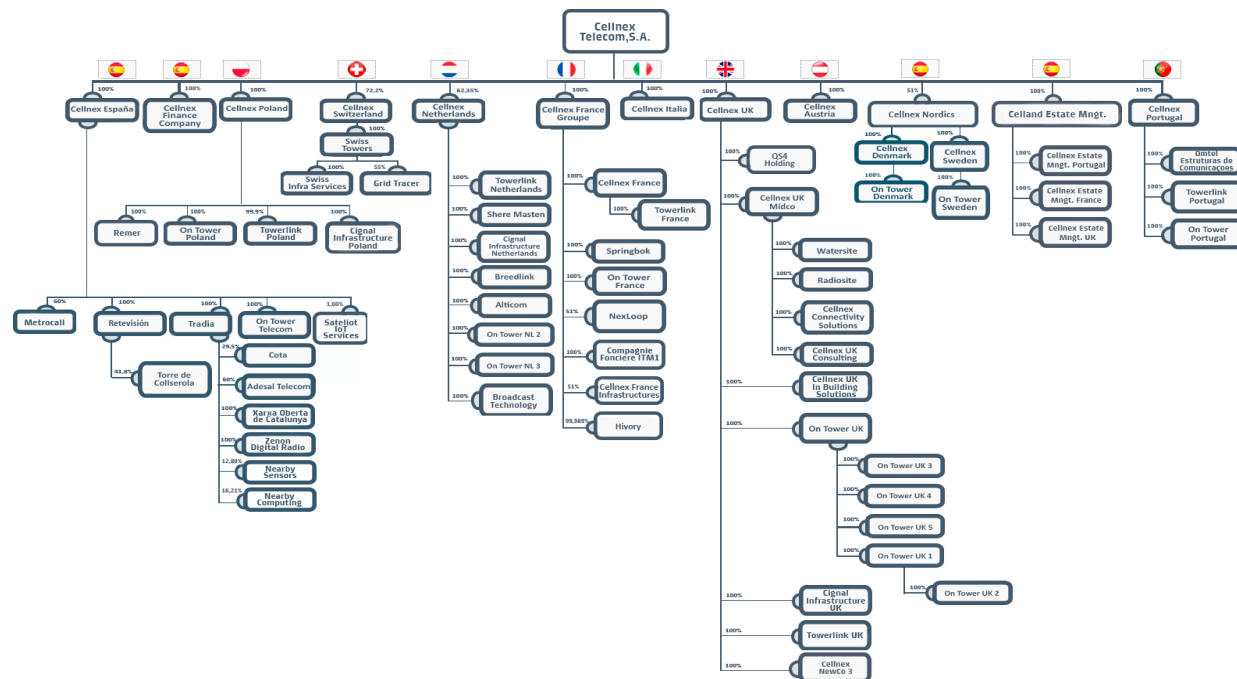 Cellnex
Telecom,S.A.
100%
Cellnex España
100%
Cellnex
Finance
Company
100%
Cellnex Poland
72,2%
Cellnex
Switzerland
62,35%
Cellnex
Netherlands
100%
Cellnex France
Groupe
100%
Cellnex Italia
100%
Cellnex UK
100%
Cellnex
Austria
51%
Cellnex Nordics
100%
Celland Estate Mngt.
100%
Cellnex
Portugal
100%
Swiss
Towers
100%
Swiss
Infra Services
55%
Grid Tracer
100%
Remer
100%
On Tower
Poland
99,9%
Towerlink
Poland
100%
Cignal
Infrastructure
Poland
60%
Metrocall
100%
Retevisión
100%
Tradia
100%
On Tower
Telecom
1,00%
Sateliot
IoT
Services
41,8%
Torre de
Collserola
29,5%
Cota
60%
Adesal Telecom
100%
Xarxa Oberta
de Catalunya
100%
Zenon
Digital Radio
12,80%
Nearby
Sensors
16,21%
Nearby
Computing
100%
Towerlink
Netherlands
100%
Shere Masten
100%
Cignal
Infrastructure
Netherlands
100%
Breedlink
100%
Alticom
100%
On Tower NL 2
100%
On Tower NL 3
100%
Broadcast
Technology
100%
Cellnex France
100%
Towerlink
France
100%
Springbok
100%
On Tower
France
51%
NexLoop
100%
Compagnie
Fonciere ITM1
51%
Cellnex France
Infrastructures
99,989%
Hivory
100%
QS4
Holding
100%
Cellnex UK
Midco
100%
Watersite
100%
Radiosite
100%
Cellnex
Connectivity
Solutions
100%
Cellnex UK
Consulting
100%
Cellnex UK
In Building
Solutions
100%
On Tower UK
100%
On Tower UK 3
100%
On Tower UK 4
100%
On Tower UK 5
100%
On Tower UK 1
100%
On Tower UK 2
100%
Cignal
Infrastructure
UK
100%
Towerlink UK
100%
Cellnex
NewCo 3
100%
Cellnex
Denmark
100%
On Tower
Denmark
100%
Cellnex
Sweden
100%
On Tower
Sweden
100%
Cellnex Estate
Mngt. Portugal
100%
Cellnex Estate
Mngt. France
100%
Cellnex Estate
Mngt. UK
100%
Omtel
Estruturas de
Comunicaçoes
100%
Towerlink
Portugal
100%
On Tower
Portugal